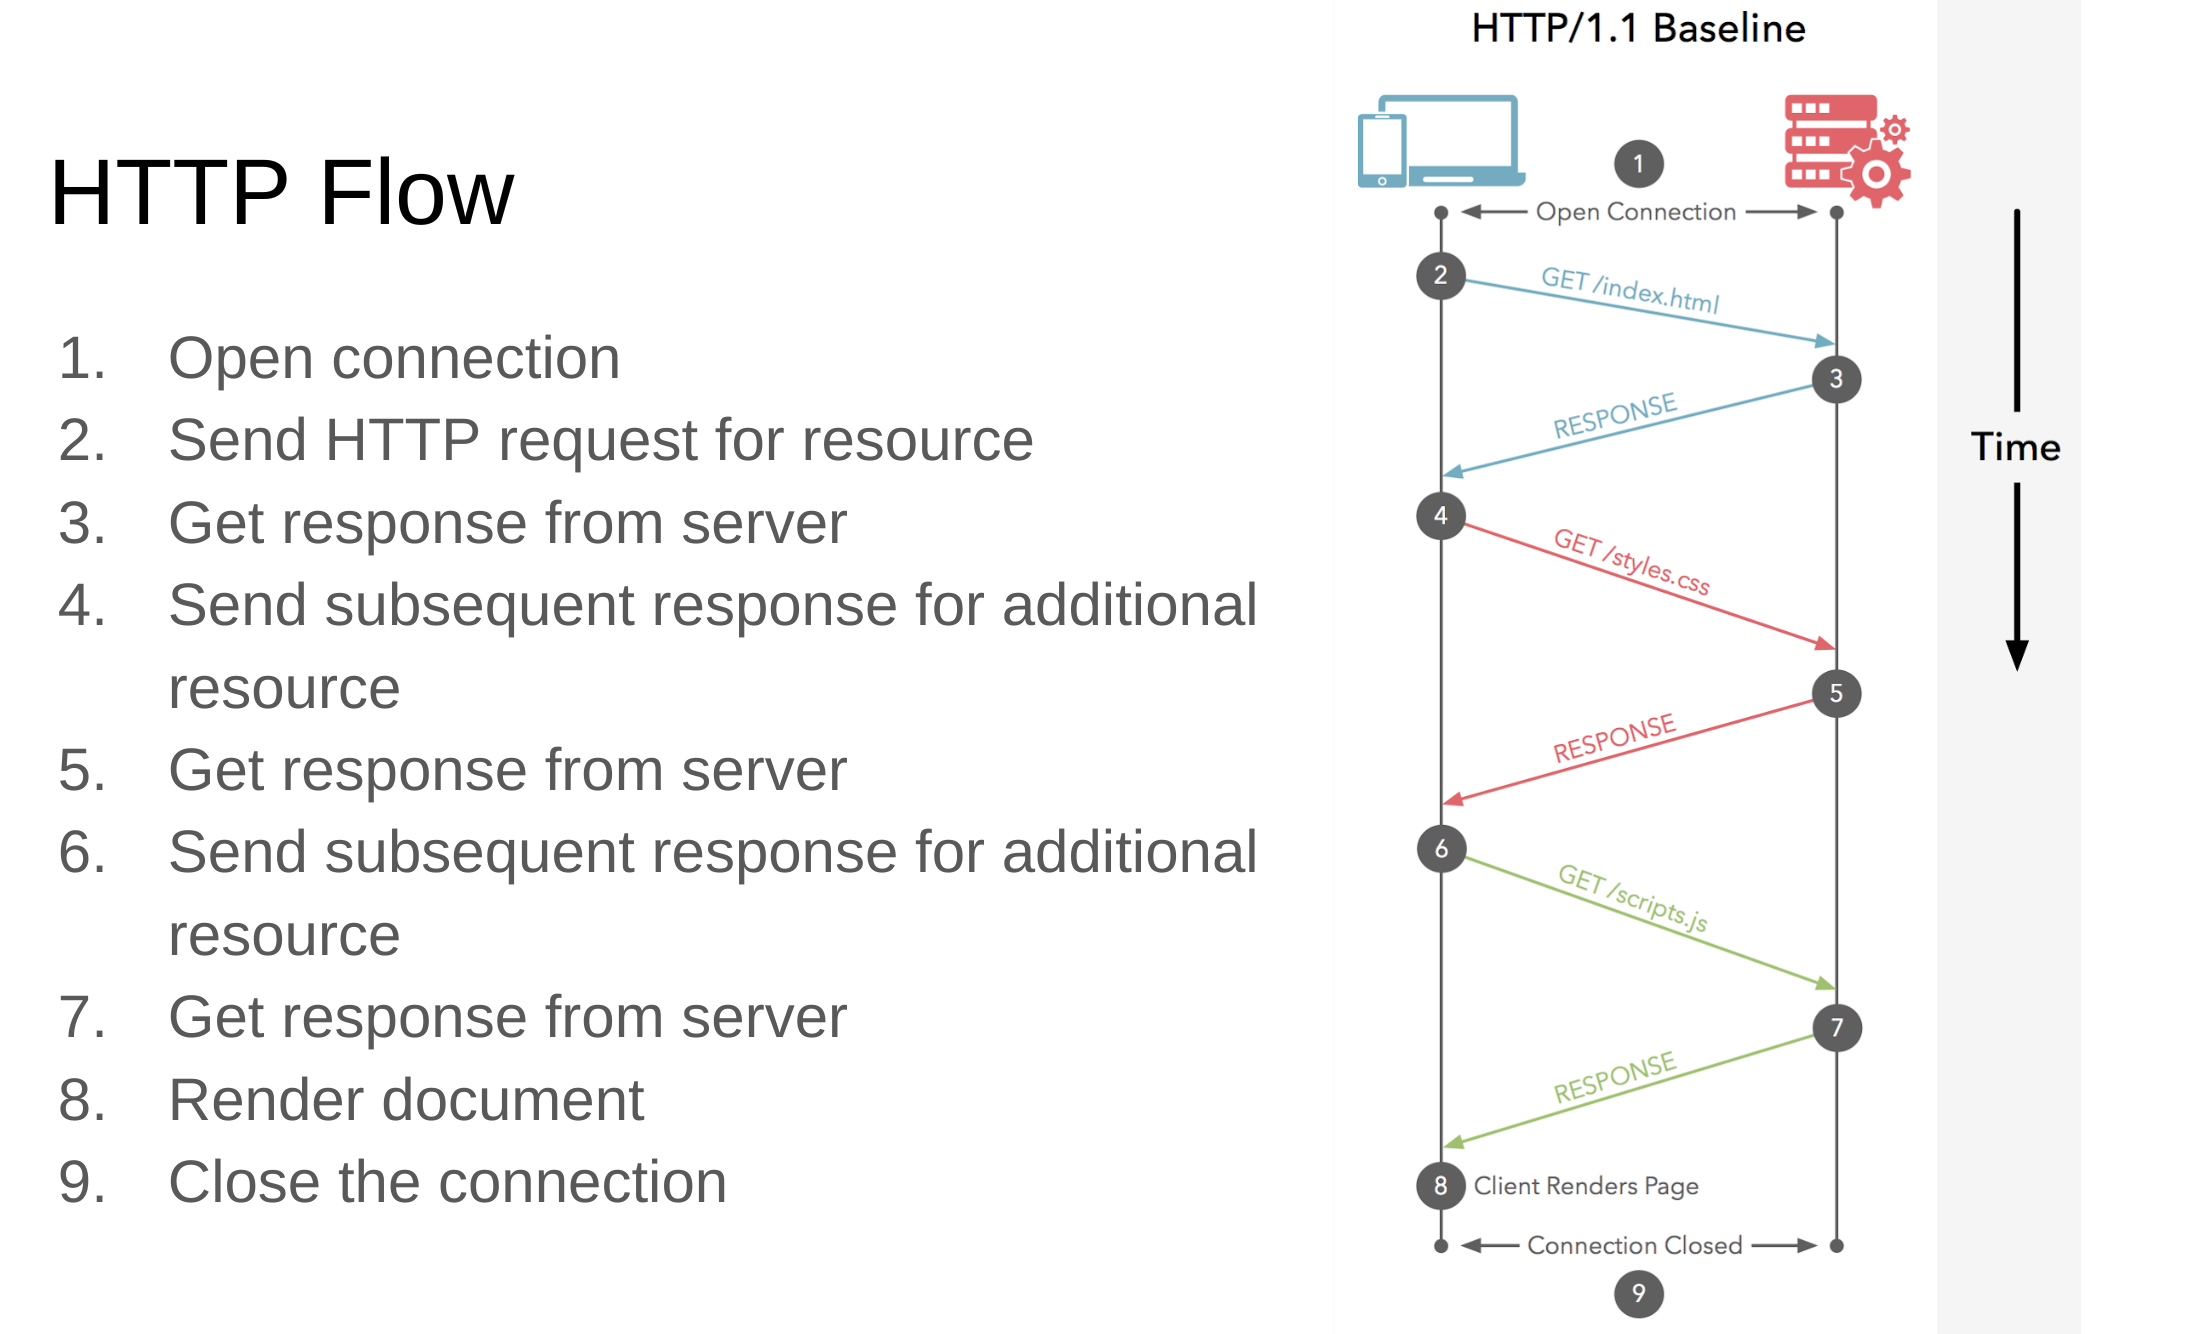 HTTP Flow
1. Open connection
2. Send HTTP request for resource
3. Get response from server
4. Send subsequent response for additional
resource
5. Get response from server
6. Send subsequent response for additional
resource
7. Get response from server
8. Render document
9. Close the connection
HTTP/1.1 Baseline
1
Open Connection
2
GET /index.html
3
RESPONSE
4
GET /styles.css
5
RESPONSE
6
GET /scripts.js
7
RESPONSE
8 Client Renders Page
Connection Closed
9
Time